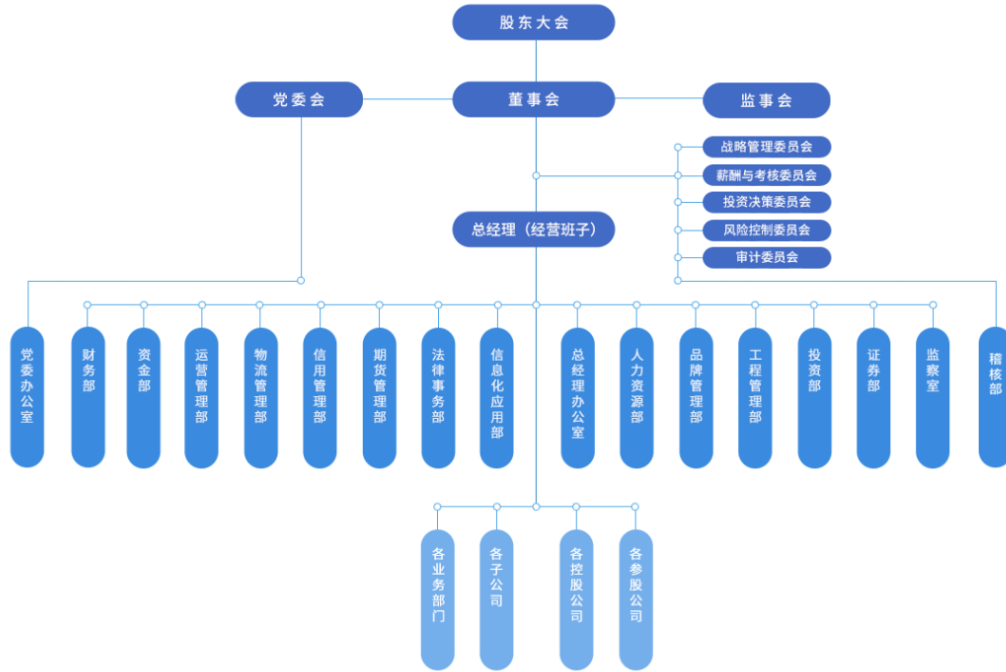 股东大会
党委会
董事会
监事会
战略管理委员会
薪酬与考核委员会
投资决策委员会
总经理（经营班子）
风险控制委员会
审计委员会
党委办公室
财务部
资金部
运营管理部
物流管理部
信用管理部
期货管理部
法律事务部
信息化应用部
总经理办公室
人力资源部
品牌管理部
工程管理部
投资部
证券部
监察室
稽核部
各业务部门
各子公司
各控股公司
各参股公司